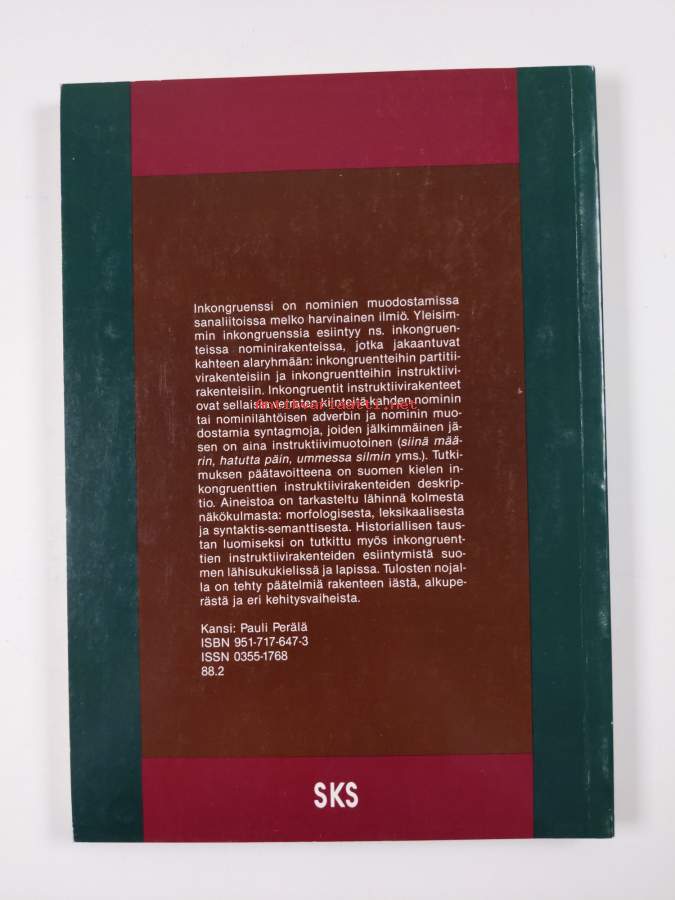 Inkongruenssi on nominien muodostamissa
sanaliitoissa melko harvinainen ilmiö. Yleisim-
min inkongruenssia esiintyy ns. inkongruen-
teissa nominirakenteissa, jotka jakaantuvat
kahteen alaryhmään: inkongruentteihin partitii-
virakenteisiin ja inkongruentteihin instruktiivi-
rakenteisiin. Inkongruentit instruktiivirakenteet
ovat sellaisia verraten kiinteitä kahden nominin
Antikvariaatti.net
tai nominilähtöisen adverbin ja nominin muo-
dostamia syntagmoja, joiden jälkimmäinen jä-
sen on aina instruktiivimuotoinen (siinä mää-
rin, hatutta päin, ummessa silmin yms.). Tutki-
muksen päätavoitteena on suomen kielen in-
kongruenttien instruktiivirakenteiden deskrip-
tio. Aineistoa on tarkasteltu lähinnä kolmesta
näkökulmasta: morfologisesta, leksikaalisesta
ja syntaktis-semanttisesta. Historiallisen taus-
tan luomiseksi on tutkittu myös inkongruent-
tien instruktiivirakenteiden esiintymistä suo-
men lähisukukielissä ja lapissa. Tulosten nojal-
la on tehty päätelmiä rakenteen iästä, alkupe-
rästä ja eri kehitysvaiheista.
Kansi: Pauli Perälä
ISBN 951-717-647-3
ISSN 0355-1768
88.2
SKS